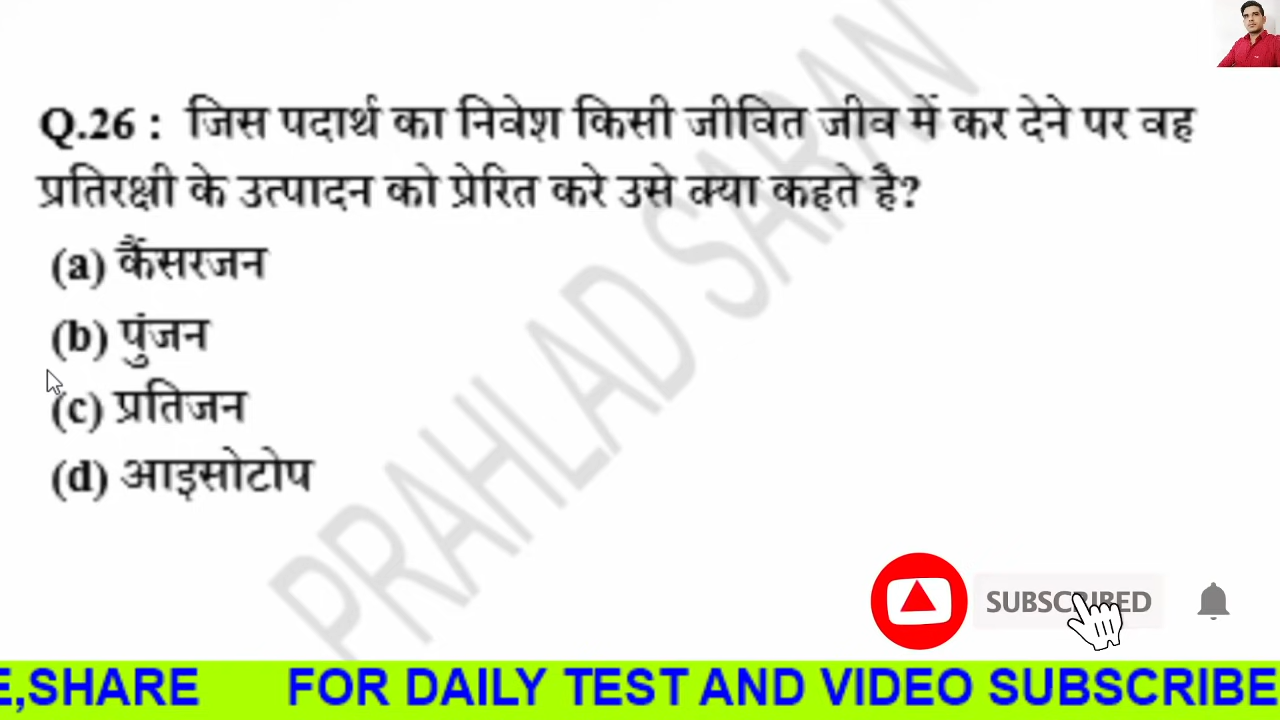 Q.26 : जिस पदार्थ का निवेश किसी जीवित जीव में कर देने पर वह
प्रतिरक्षी के उत्पादन को प्रेरित करे उसे क्या कहते है?
(a) कैंसरजन
(b) पुंजन
(c) प्रतिजन
(d) आइसोटोप
PRAHLAD SARAN
SUBSCRIBED
E,SHARE FOR DAILY TEST AND VIDEO SUBSCRIBE